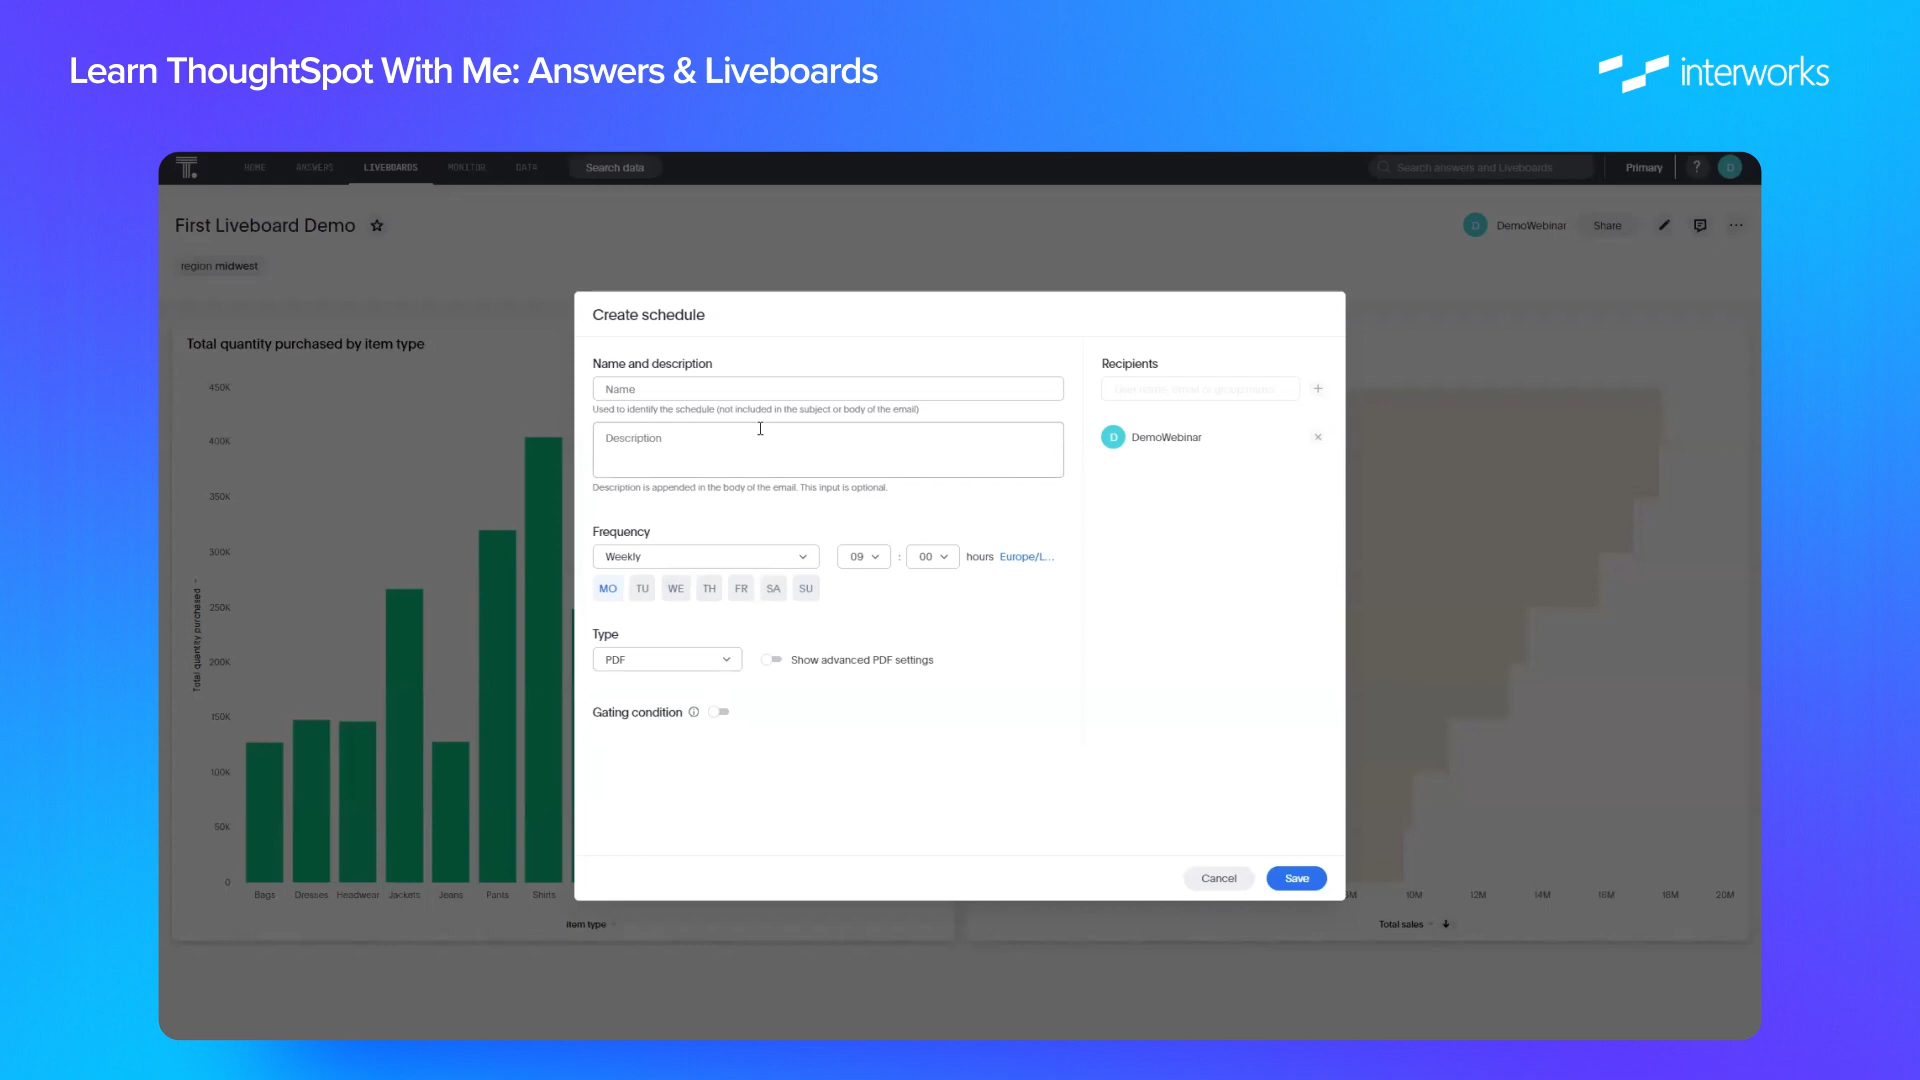 Learn ThoughtSpot With Me: Answers & Liveboards
interworks
HOME ANSWERS LIVEBOARDS MONITOR DATA Search data Search answers and Liveboards Primary ? D
First Liveboard Demo
D DemoWebinar Share
region midwest
Total quantity purchased by item type
450K
400K
350K
300K
250K
200K
150K
100K
50K
0
Total quantity purchased
Bags Dresses Headwear Jackets Jeans Pants Shirts
item type
Create schedule
Name and description
Name
Used to identify the schedule (not included in the subject or body of the email)
Description
Description is appended in the body of the email. This input is optional.
Frequency
Weekly 09 : 00 hours Europe/L...
MO TU WE TH FR SA SU
Type
PDF Show advanced PDF settings
Gating condition
Recipients
User name, Email or group name
D DemoWebinar
Cancel Save
10M 12M 14M 16M 18M 20M
Total sales